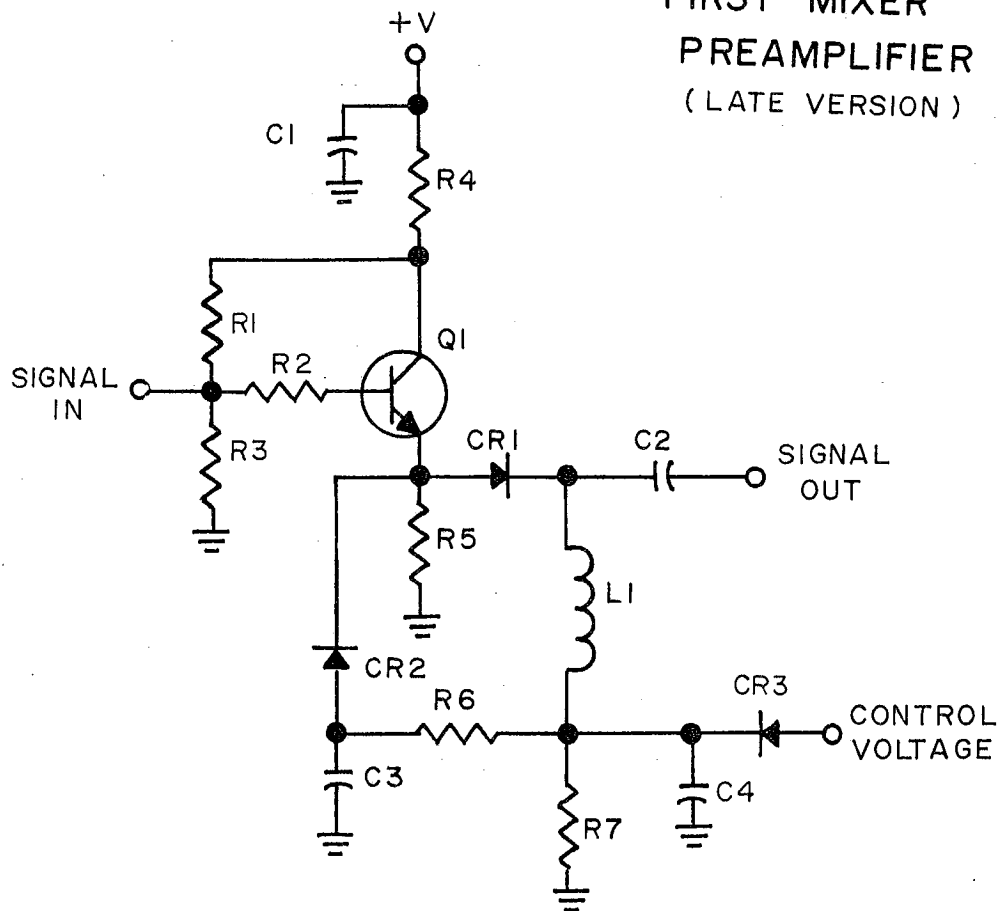 FIRST MIXER
PREAMPLIFIER
(LATE VERSION)
+V
C1
R4
R1
Q1
R2
SIGNAL
IN
R3
CR1
C2
SIGNAL
OUT
R5
L1
CR2
R6
CR3
CONTROL
VOLTAGE
C3
C4
R7